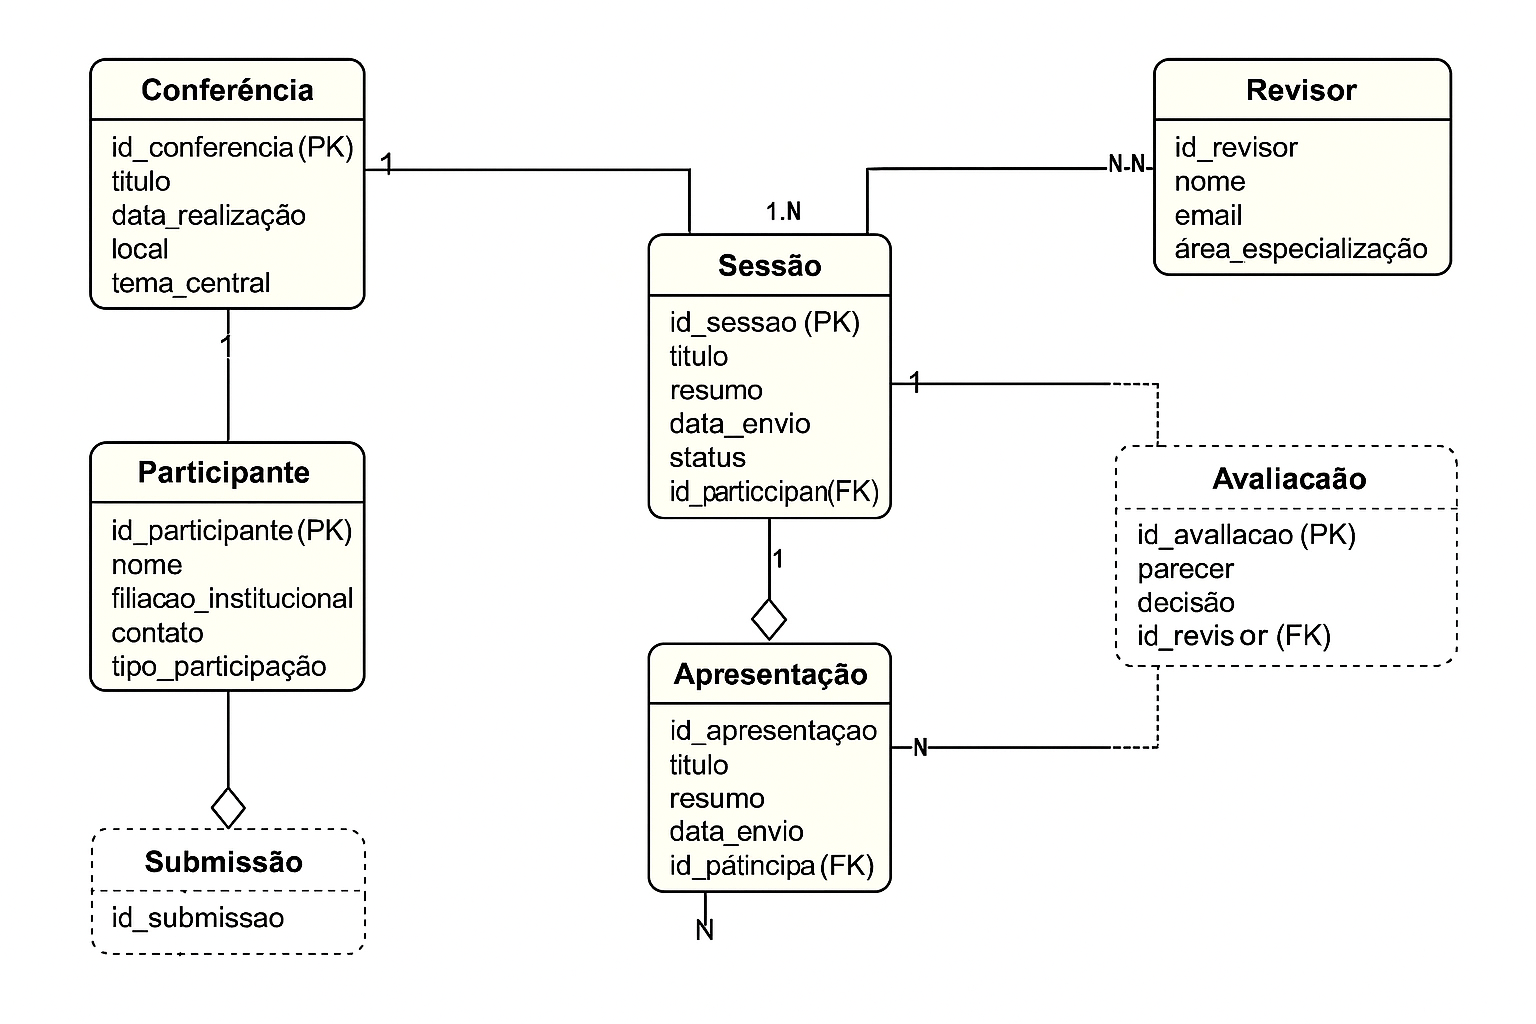 Conferéncia
id_conferencia (PK)
titulo
data_realização
local
tema_central
1
1
Participante
id_participante (PK)
nome
filiacao_institucional
contato
tipo_participação
Submissão
id_submissao
1.N
Sessão
id_sessao (PK)
titulo
resumo
data_envio
status
id_particcipan(FK)
1
1
Apresentação
id_apresentaçao
titulo
resumo
data_envio
id_pátincipa (FK)
N
N
N-N
Revisor
id_revisor
nome
email
área_especialização
Avaliacaão
id_avallacao (PK)
parecer
decisão
id_revis or (FK)